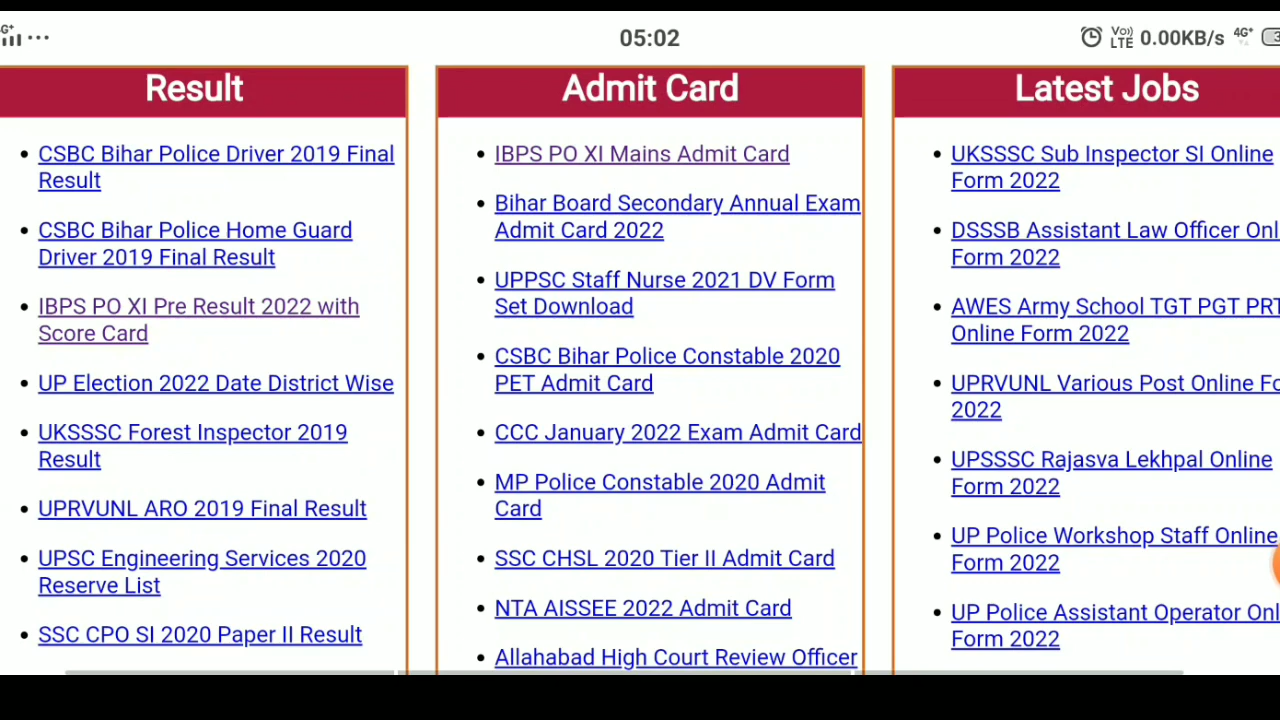 4G+
05:02
Vo)) LTE 0.00KB/s 4G+
Result
CSBC Bihar Police Driver 2019 Final
Result
CSBC Bihar Police Home Guard
Driver 2019 Final Result
IBPS PO XI Pre Result 2022 with
Score Card
UP Election 2022 Date District Wise
UKSSSC Forest Inspector 2019
Result
UPRVUNL ARO 2019 Final Result
UPSC Engineering Services 2020
Reserve List
SSC CPO SI 2020 Paper II Result
Admit Card
IBPS PO XI Mains Admit Card
Bihar Board Secondary Annual Exam
Admit Card 2022
UPPSC Staff Nurse 2021 DV Form
Set Download
CSBC Bihar Police Constable 2020
PET Admit Card
CCC January 2022 Exam Admit Card
MP Police Constable 2020 Admit
Card
SSC CHSL 2020 Tier II Admit Card
NTA AISSEE 2022 Admit Card
Allahabad High Court Review Officer
Latest Jobs
UKSSSC Sub Inspector SI Online
Form 2022
DSSSB Assistant Law Officer Onl
Form 2022
AWES Army School TGT PGT PRT
Online Form 2022
UPRVUNL Various Post Online Fo
2022
UPSSSC Rajasva Lekhpal Online
Form 2022
UP Police Workshop Staff Online
Form 2022
UP Police Assistant Operator Onl
Form 2022